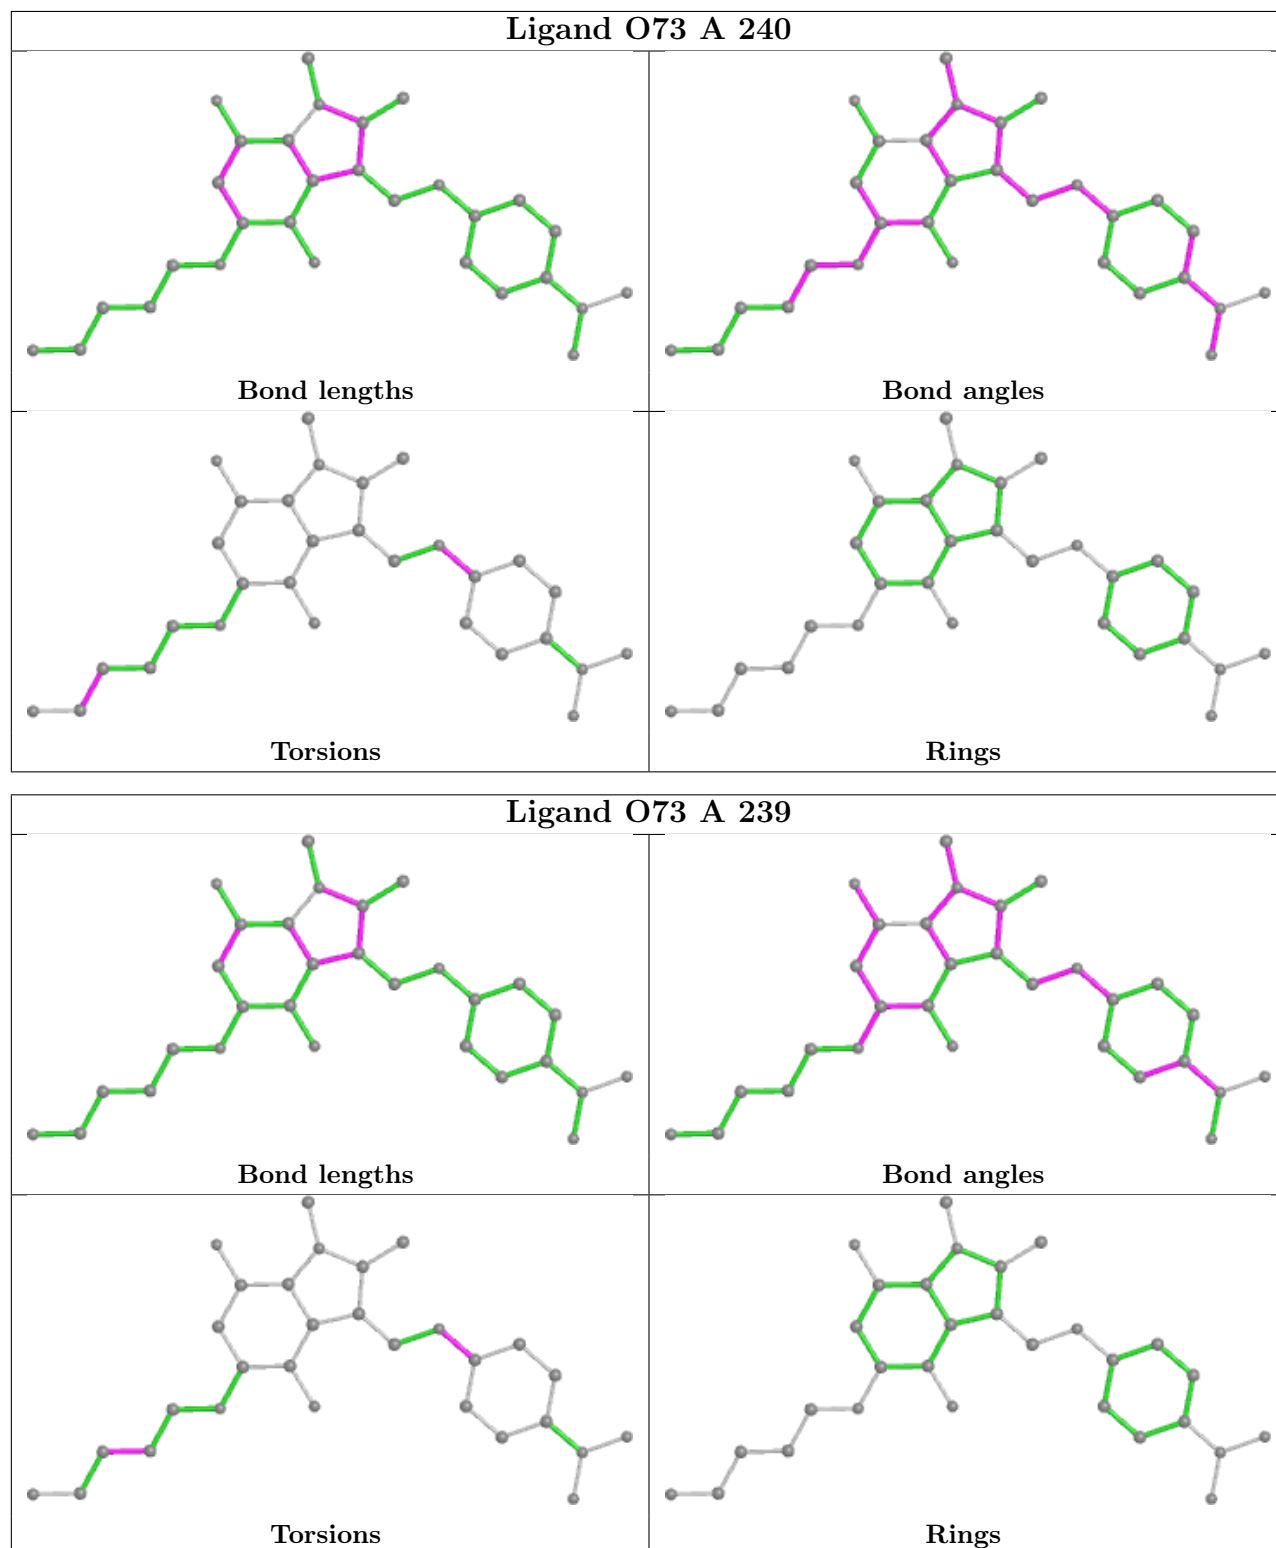 Ligand O73 A 240
Bond lengths
Bond angles
Torsions
Rings
Ligand O73 A 239
Bond lengths
Bond angles
Torsions
Rings